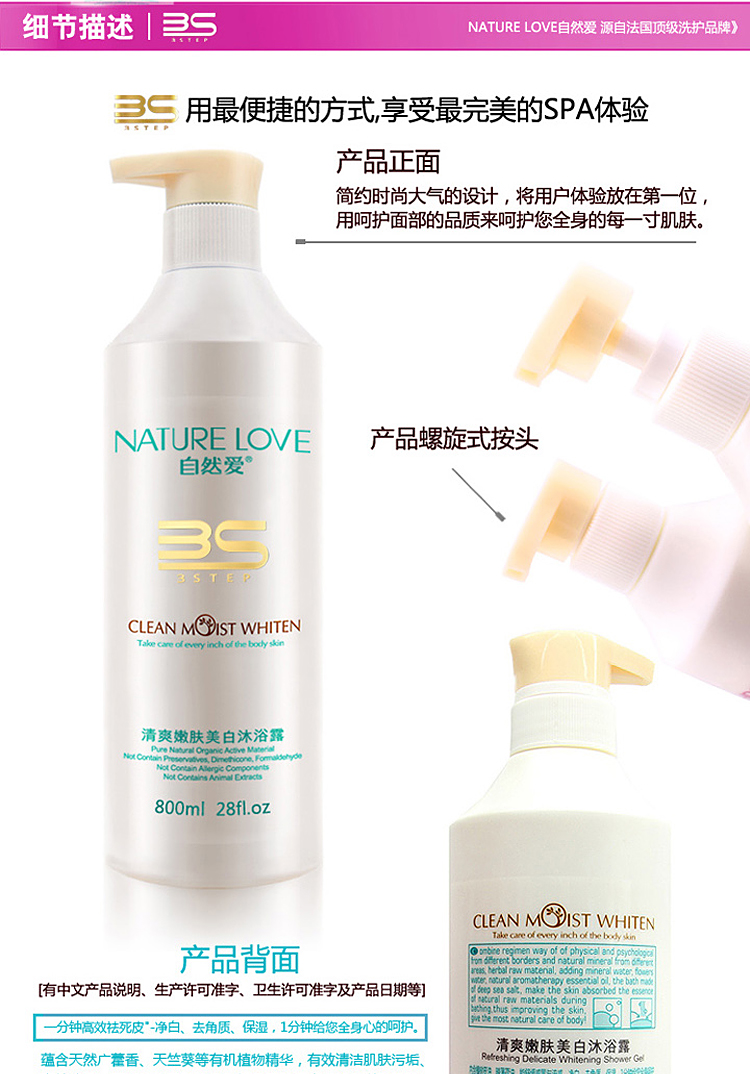 细节描述 3S
3STEP
NATURE LOVE自然爱 源自法国顶级洗护品牌》
3S 用最便捷的方式,享受最完美的SPA体验
3STEP
产品正面
简约时尚大气的设计，将用户体验放在第一位，
用呵护面部的品质来呵护您全身的每一寸肌肤。
产品螺旋式按头
NATURE LOVE
自然爱®
3S
3STEP
CLEAN MOIST WHITEN
Take care of every inch of the body skin
清爽嫩肤美白沐浴露
Pure Natural Organic Active Material
Not Contain Preservatives, Dimethicone, Formaldehyde
Not Contain Allergic Components
Not Contains Animal Extracts
800ml 28fl.oz
产品背面
[有中文产品说明、生产许可准字、卫生许可准字及产品日期等]
一分钟高效祛死皮"-净白、去角质、保湿，1分钟给您全身心的呵护。
蕴含天然广藿香、天竺葵等有机植物精华，有效清洁肌肤污垢、
CLEAN MOIST WHITEN
Take care of every inch of the body skin
Combine regimen way of of physical and psychological
from different borders and natural mineral from different
areas, herbal raw material, adding mineral water, flowers
water, natural aromatherapy essential oil, the bath made
of deep sea salt, make the skin absorbed the essence
of natural raw materials during
bathing,thus improving the skin,
give the most natural care of body!
清爽嫩肤美白沐浴露
Refreshing Delicate Whitening Shower Gel